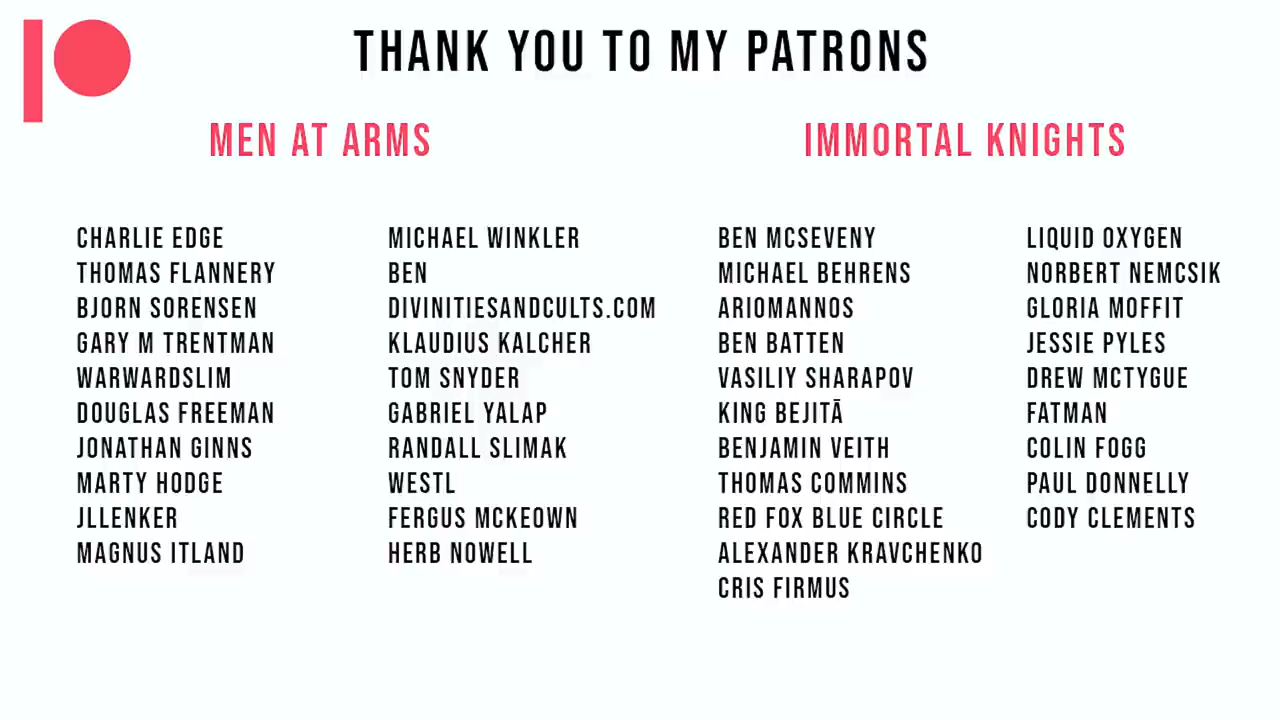 THANK YOU TO MY PATRONS
MEN AT ARMS
CHARLIE EDGE
THOMAS FLANNERY
BJORN SORENSEN
GARY M TRENTMAN
WARWARDSLIM
DOUGLAS FREEMAN
JONATHAN GINNS
MARTY HODGE
JLLENKER
MAGNUS ITLAND
MICHAEL WINKLER
BEN
DIVINITIESANDCULTS.COM
KLAUDIUS KALCHER
TOM SNYDER
GABRIEL YALAP
RANDALL SLIMAK
WESTL
FERGUS MCKEOWN
HERB NOWELL
IMMORTAL KNIGHTS
BEN MCSEVENY
MICHAEL BEHRENS
ARIOMANNOS
BEN BATTEN
VASILIY SHARAPOV
KING BEJITĀ
BENJAMIN VEITH
THOMAS COMMINS
RED FOX BLUE CIRCLE
ALEXANDER KRAVCHENKO
CRIS FIRMUS
LIQUID OXYGEN
NORBERT NEMCSIK
GLORIA MOFFIT
JESSIE PYLES
DREW MCTYGUE
FATMAN
COLIN FOGG
PAUL DONNELLY
CODY CLEMENTS